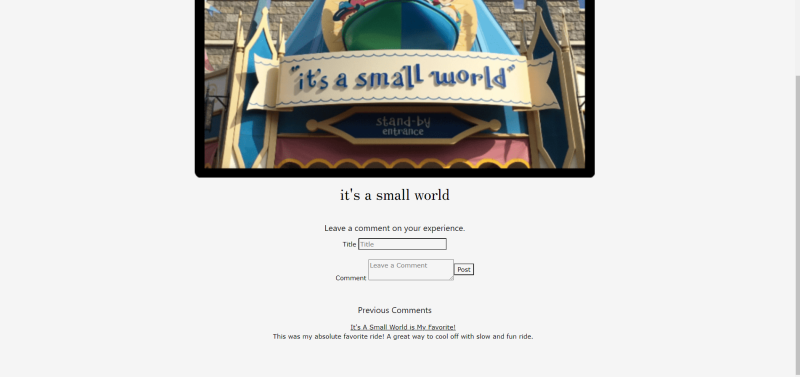 "it's a small world"
stand-by
entrance
it's a small world
Leave a comment on your experience.
Title Title
Leave a Comment
Comment Post
Previous Comments
It's A Small World is My Favorite!
This was my absolute favorite ride! A great way to cool off with slow and fun ride.